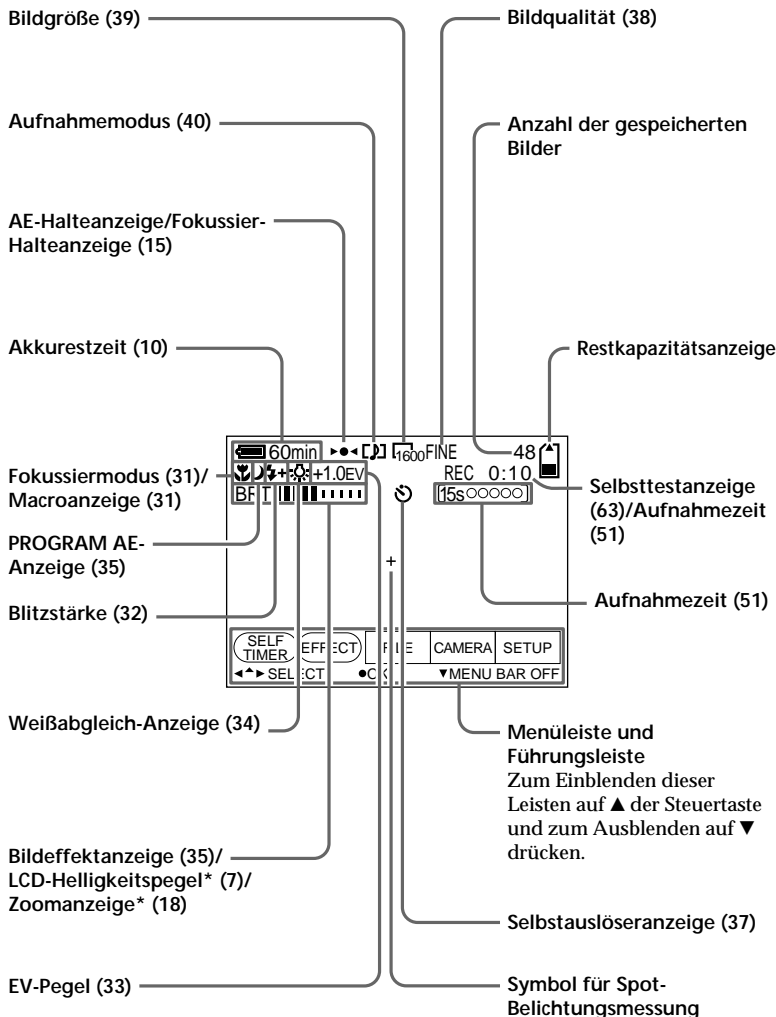 Bildgröße (39)
Bildqualität (38)
Aufnahmemodus (40)
Anzahl der gespeicherten
Bilder
AE-Halteanzeige/Fokussier-
Halteanzeige (15)
Akkurestzeit (10)
Restkapazitätsanzeige
60min 1600 FINE 48
+1.0EV REC 0:10
BRT 15s
+
SELF TIMER EFFECT FILE CAMERA SETUP
◄▲► SELECT ●OK ▼MENU BAR OFF
Fokussiermodus (31)/
Macroanzeige (31)
Selbsttestanzeige
(63)/Aufnahmezeit
(51)
PROGRAM AE-
Anzeige (35)
Aufnahmezeit (51)
Blitzstärke (32)
Weißabgleich-Anzeige (34)
Menüleiste und
Führungsleiste
Zum Einblenden dieser
Leisten auf ▲ der Steuertaste
und zum Ausblenden auf ▼
drücken.
Bildeffektanzeige (35)/
LCD-Helligkeitspegel* (7)/
Zoomanzeige* (18)
Selbstauslöseranzeige (37)
EV-Pegel (33)
Symbol für Spot-
Belichtungsmessung